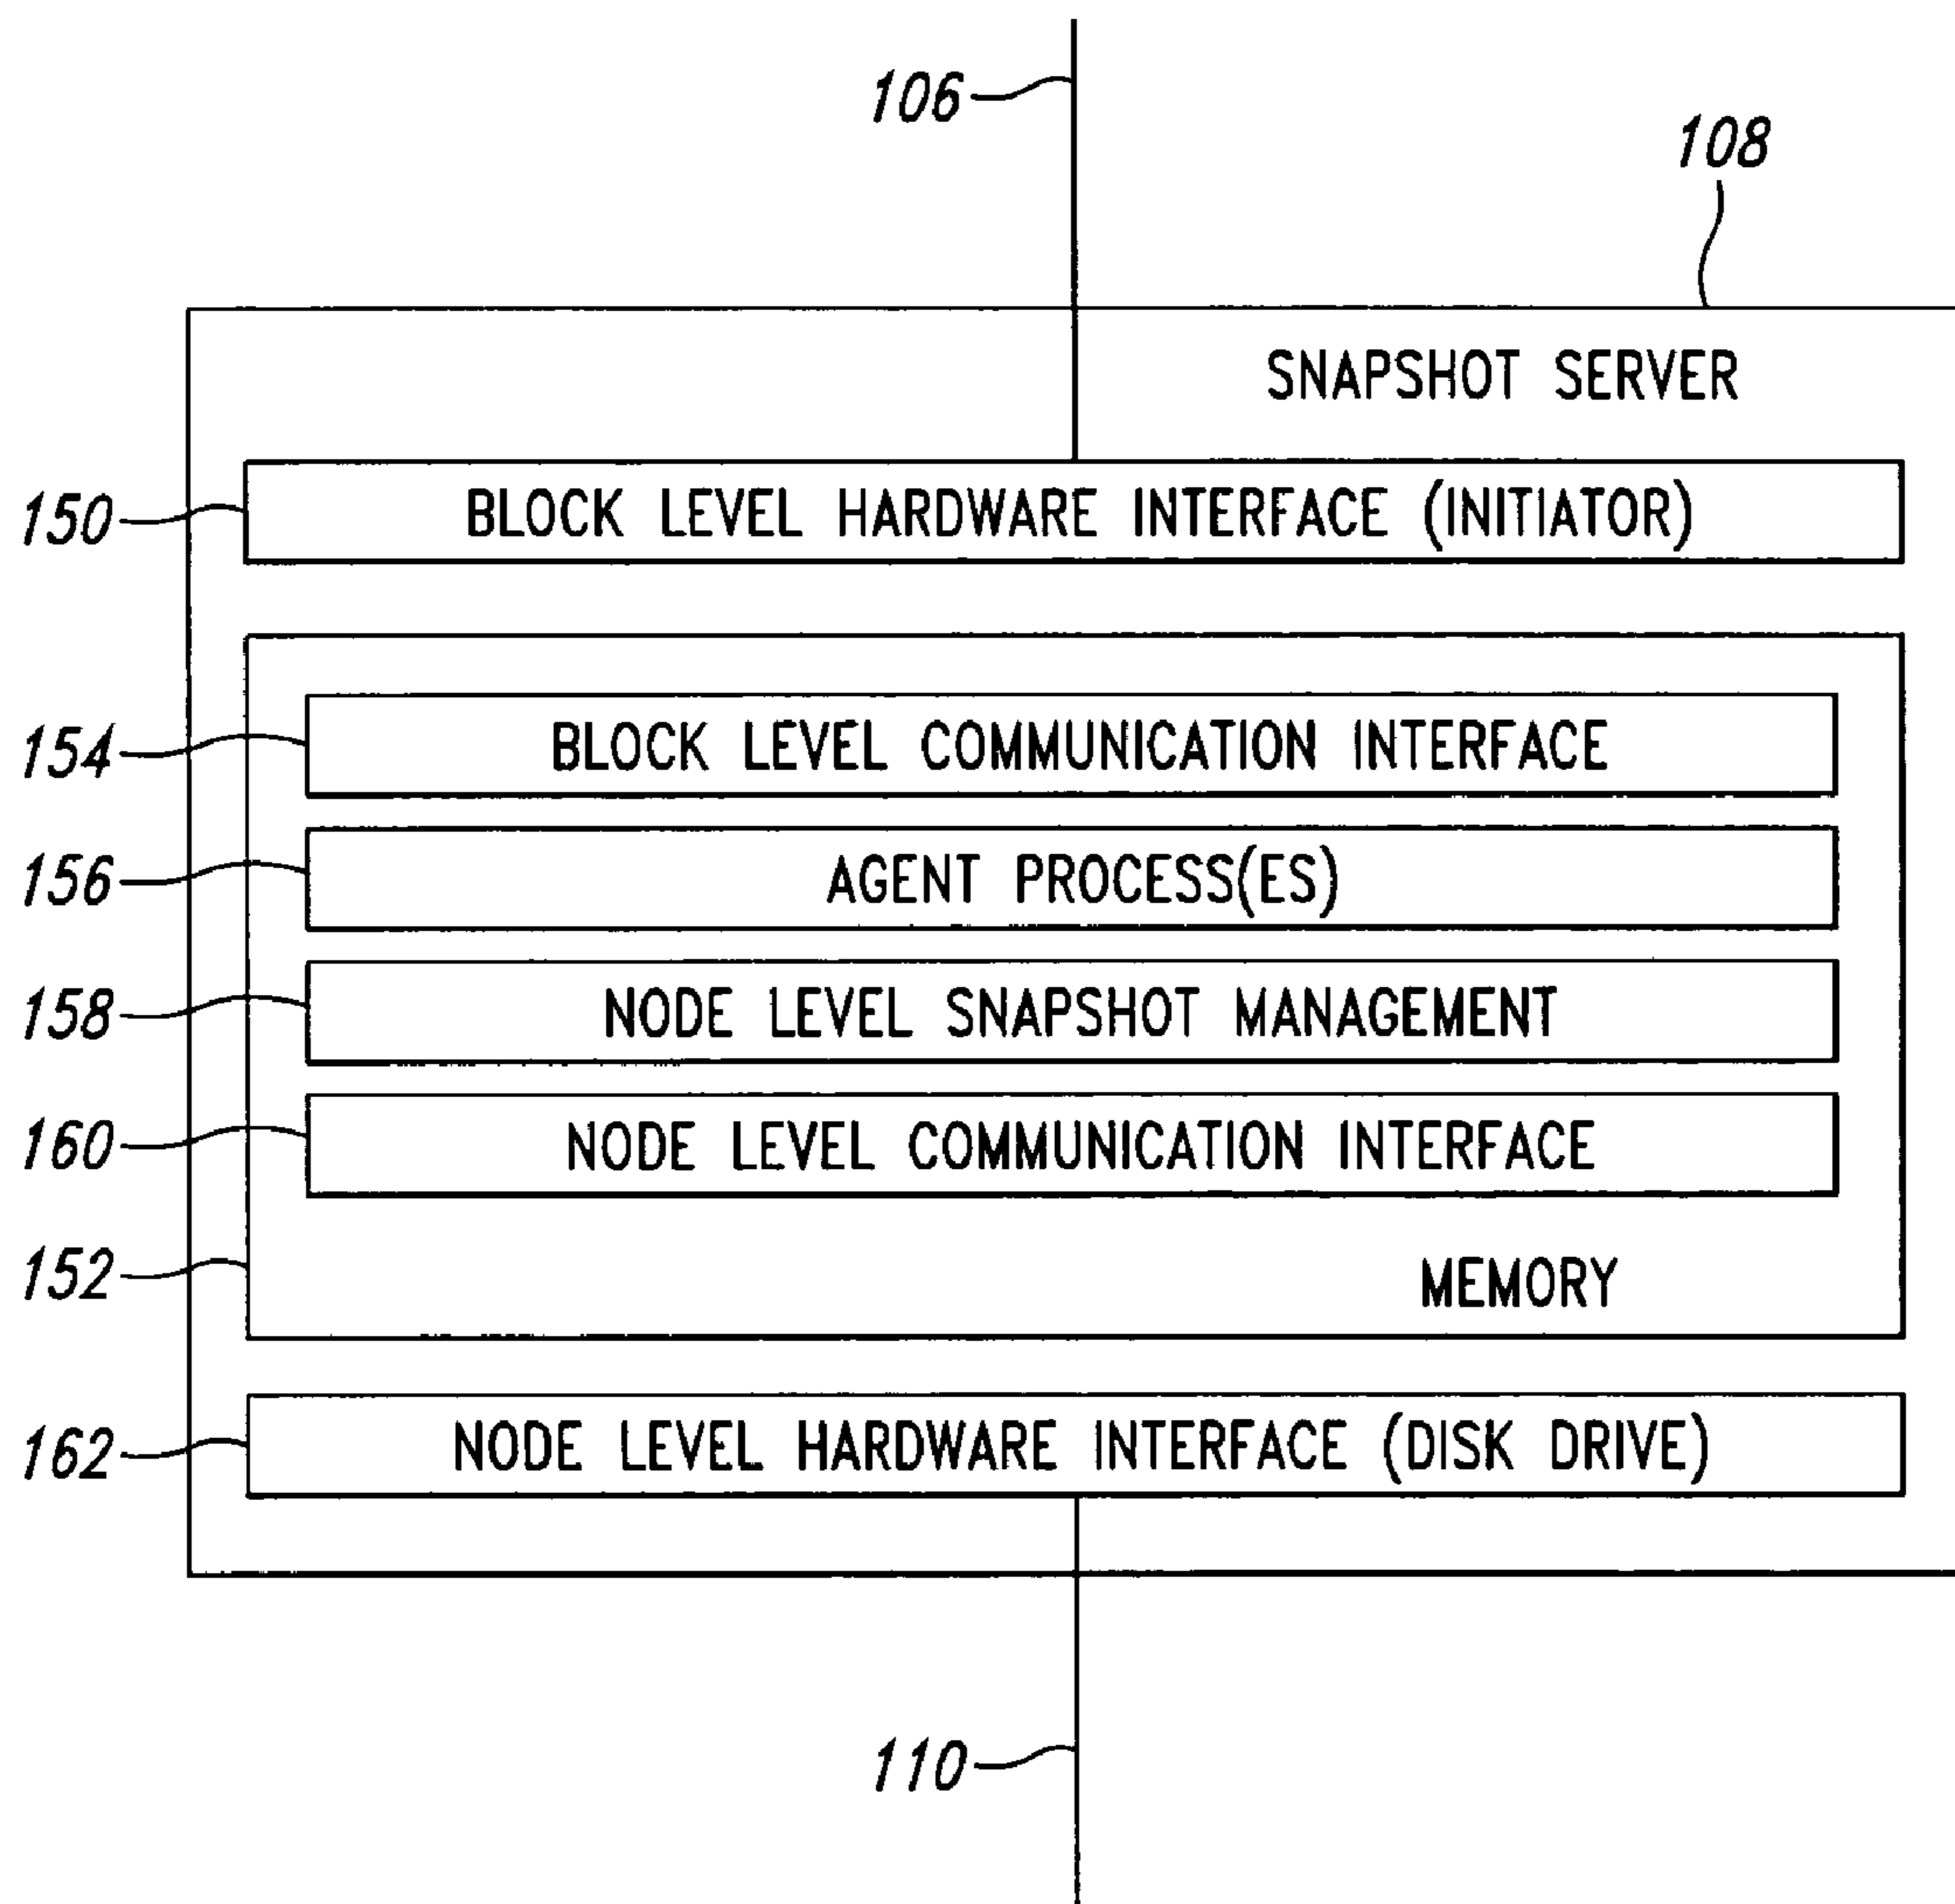 106
108
SNAPSHOT SERVER
150
BLOCK LEVEL HARDWARE INTERFACE (INITIATOR)
154
BLOCK LEVEL COMMUNICATION INTERFACE
156
AGENT PROCESS(ES)
158
NODE LEVEL SNAPSHOT MANAGEMENT
160
NODE LEVEL COMMUNICATION INTERFACE
152
MEMORY
162
NODE LEVEL HARDWARE INTERFACE (DISK DRIVE)
110